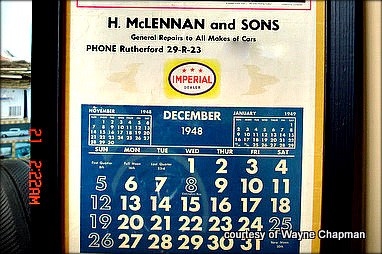 H. McLENNAN and SONS
General Repairs to All Makes of Cars
PHONE Rutherford 29-R-23
IMPERIAL
DEALER
NOVEMBER 1948
DECEMBER
1948
JANUARY 1949
SUN MON TUE WED THU FRI SAT
1 2 3 4
5 6 7 8 9 10 11
12 13 14 15 16 17 18
19 20 21 22 23 24 25
26 27 28 29 30 31
21 2:22AM
courtesy of Wayne Chapman